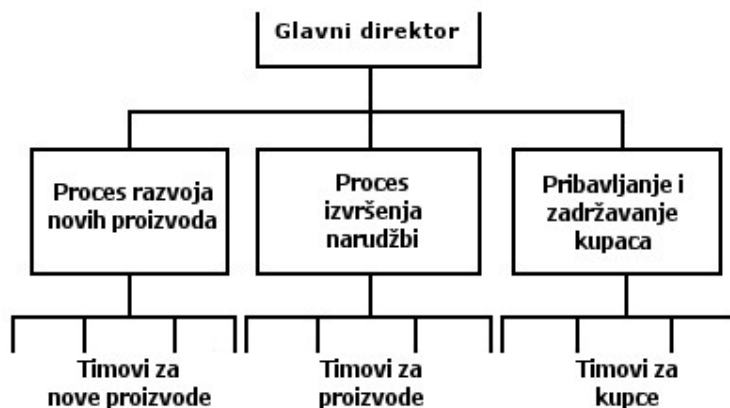 Glavni direktor
Proces razvoja
novih proizvoda
Proces
izvršenja
narudžbi
Pribavljanje i
zadržavanje
kupaca
Timovi za
nove proizvode
Timovi za
proizvode
Timovi za
kupce